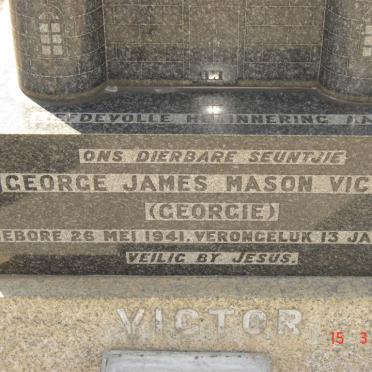 LIEFDEVOLLE HERINNERING AA
ONS DIERBARE SEUNTJIE
GEORGE JAMES MASON VIC
(GEORGIE)
GEBORE 26 MEI 1941. VERONGELUK 13 JA
VEILIG BY JESUS.
VICTOR
15 3